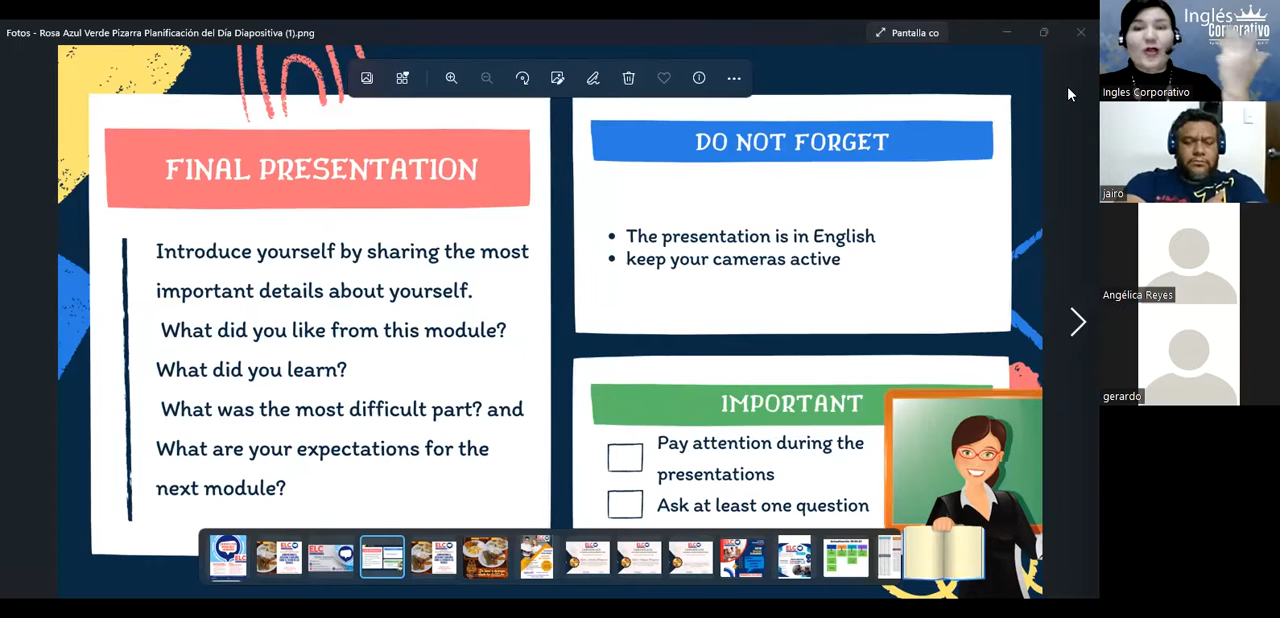 Fotos - Rosa Azul Verde Pizarra Planificación del Día Diapositiva (1).png
Pantalla co
FINAL PRESENTATION
Introduce yourself by sharing the most
important details about yourself.
What did you like from this module?
What did you learn?
What was the most difficult part? and
What are your expectations for the
next module?
DO NOT FORGET
• The presentation is in English
• keep your cameras active
IMPORTANT
Pay attention during the
presentations
Ask at least one question
Inglés
Corporativo
Ingles Corporativo
jairo
Angélica Reyes
gerardo
ELC